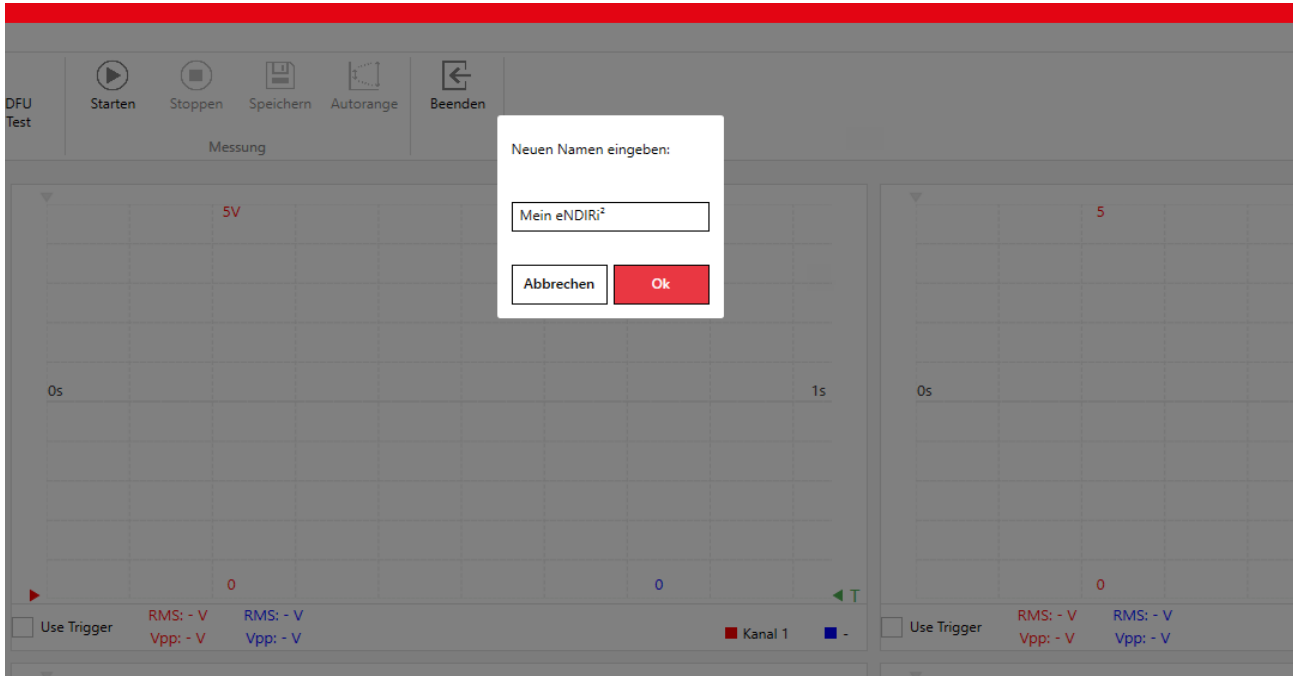 DFU
Test
Starten
Stoppen
Speichern
Autorange
Beenden
Messung
Neuen Namen eingeben:
Mein eNDIRi²
Abbrechen
Ok
5V
0s
1s
0
0
T
Use Trigger
RMS: - V
RMS: - V
Vpp: - V
Vpp: - V
Kanal 1
-
5
0s
0
Use Trigger
RMS: - V
RMS: - V
Vpp: - V
Vpp: - V